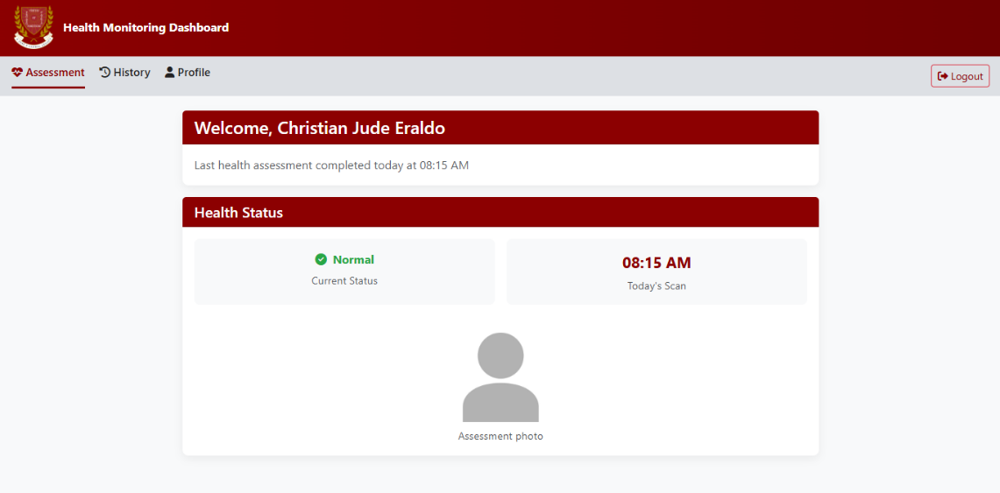 Health Monitoring Dashboard
Assessment
History
Profile
Logout
Welcome, Christian Jude Eraldo
Last health assessment completed today at 08:15 AM
Health Status
Normal
Current Status
08:15 AM
Today's Scan
Assessment photo